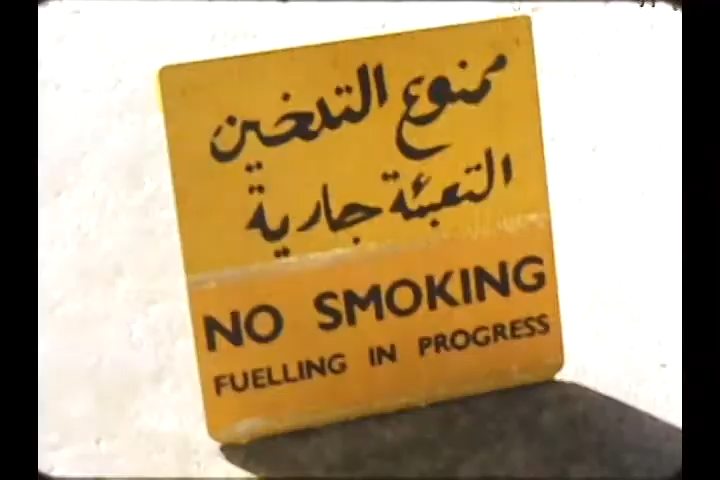 ممنوع التدخين
التعبئة جارية
NO SMOKING
FUELLING IN PROGRESS